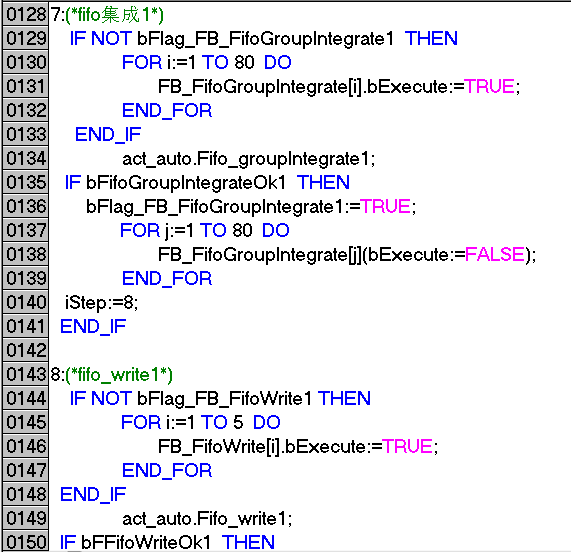 0128 7:(*fifo集成1*)
0129 IF NOT bFlag_FB_FifoGroupIntegrate1 THEN
0130 FOR i:=1 TO 80 DO
0131 FB_FifoGroupIntegrate[i].bExecute:=TRUE;
0132 END_FOR
0133 END_IF
0134 act_auto.Fifo_groupIntegrate1;
0135 IF bFifoGroupIntegrateOk1 THEN
0136 bFlag_FB_FifoGroupIntegrate1:=TRUE;
0137 FOR j:=1 TO 80 DO
0138 FB_FifoGroupIntegrate[j](bExecute:=FALSE);
0139 END_FOR
0140 iStep:=8;
0141 END_IF
0142
0143 8:(*fifo_write1*)
0144 IF NOT bFlag_FB_FifoWrite1 THEN
0145 FOR i:=1 TO 5 DO
0146 FB_FifoWrite[i].bExecute:=TRUE;
0147 END_FOR
0148 END_IF
0149 act_auto.Fifo_write1;
0150 IF bFFifoWriteOk1 THEN